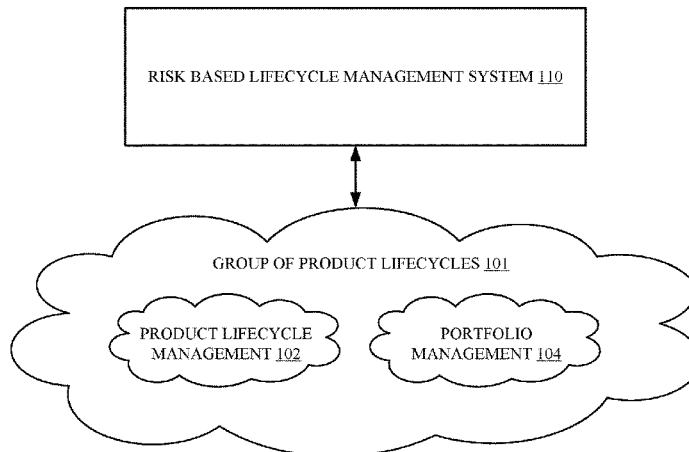 RISK BASED LIFECYCLE MANAGEMENT SYSTEM 110
GROUP OF PRODUCT LIFECYCLES 101
PRODUCT LIFECYCLE
MANAGEMENT 102
PORTFOLIO
MANAGEMENT 104